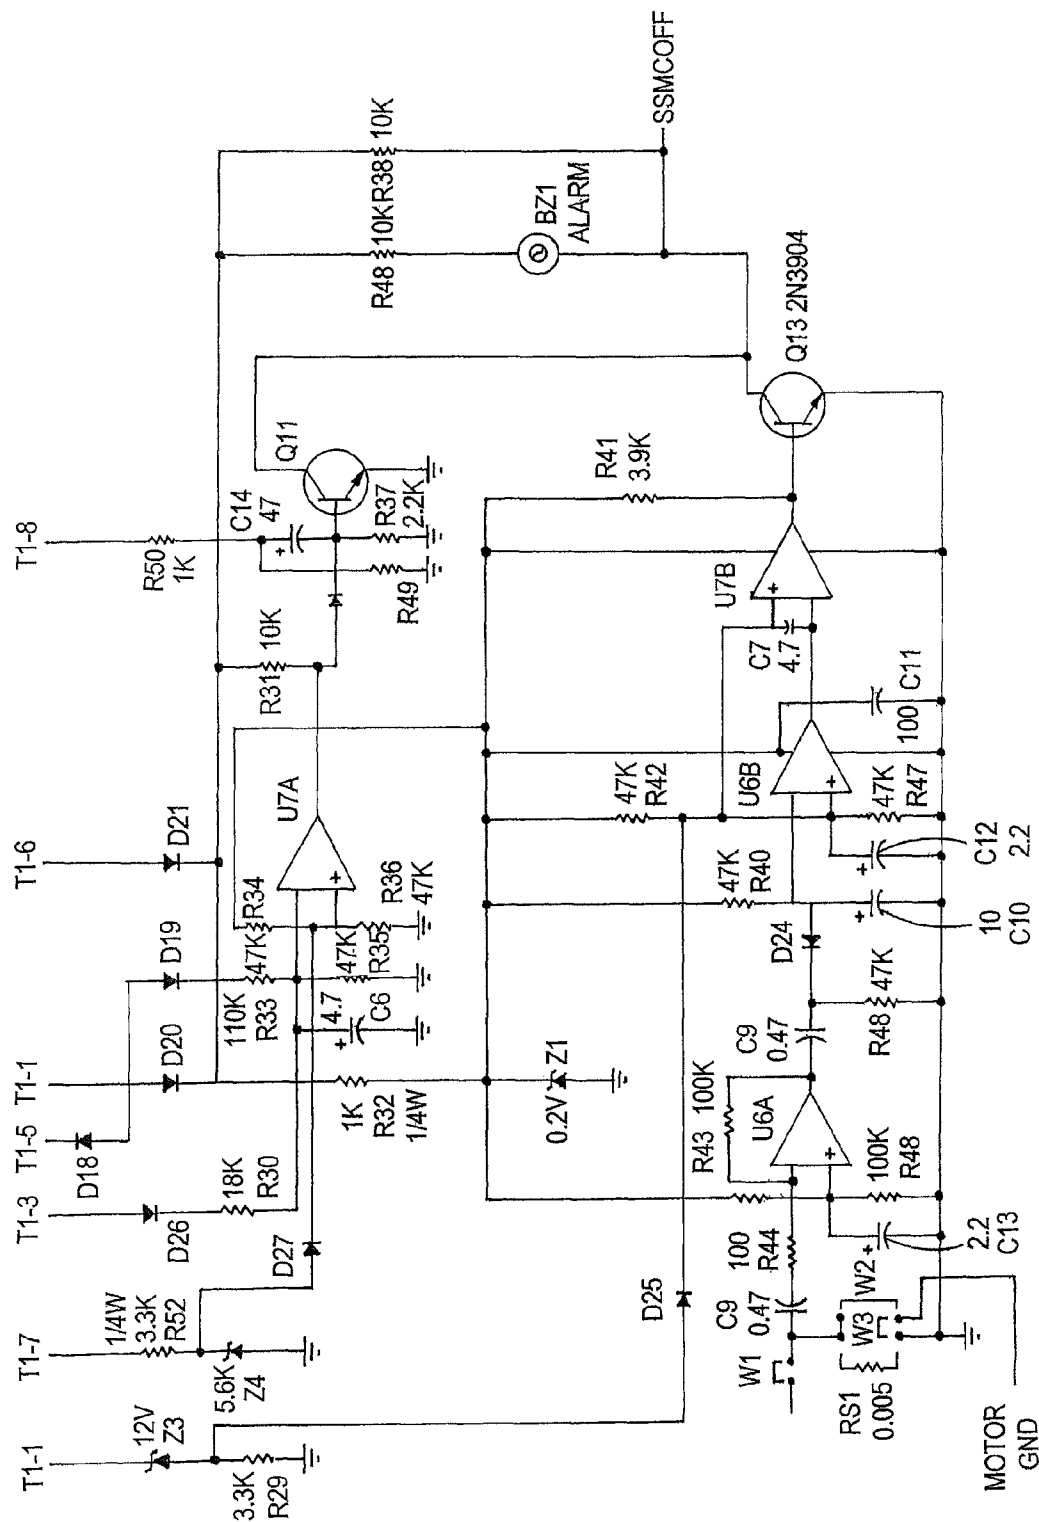 T1-1
T1-7
T1-3
T1-5
T1-1
T1-6
T1-8
12V
Z3
3.3K
R29
1/4W
3.3K
R52
5.6K
Z4
D26
18K
R30
D27
D18
D20
D19
D21
110K
R33
47K
R34
4.7
C6
47K
R35
R36
47K
1K
R32
1/4W
0.2V
Z1
U7A
R31
10K
R50
1K
C14
47
R49
R37
2.2K
Q11
R48
10K
R38
10K
BZ1
ALARM
SSMCOFF
D25
47K
R42
47K
R40
R41
3.9K
U7B
C7
4.7
Q13 2N3904
U6B
100
C11
47K
R47
C12
2.2
10
C10
D24
R48
47K
C9
0.47
R43
100K
U6A
100K
R48
2.2
C13
100
R44
C9
0.47
W1
W2
W3
RS1
0.005
MOTOR
GND